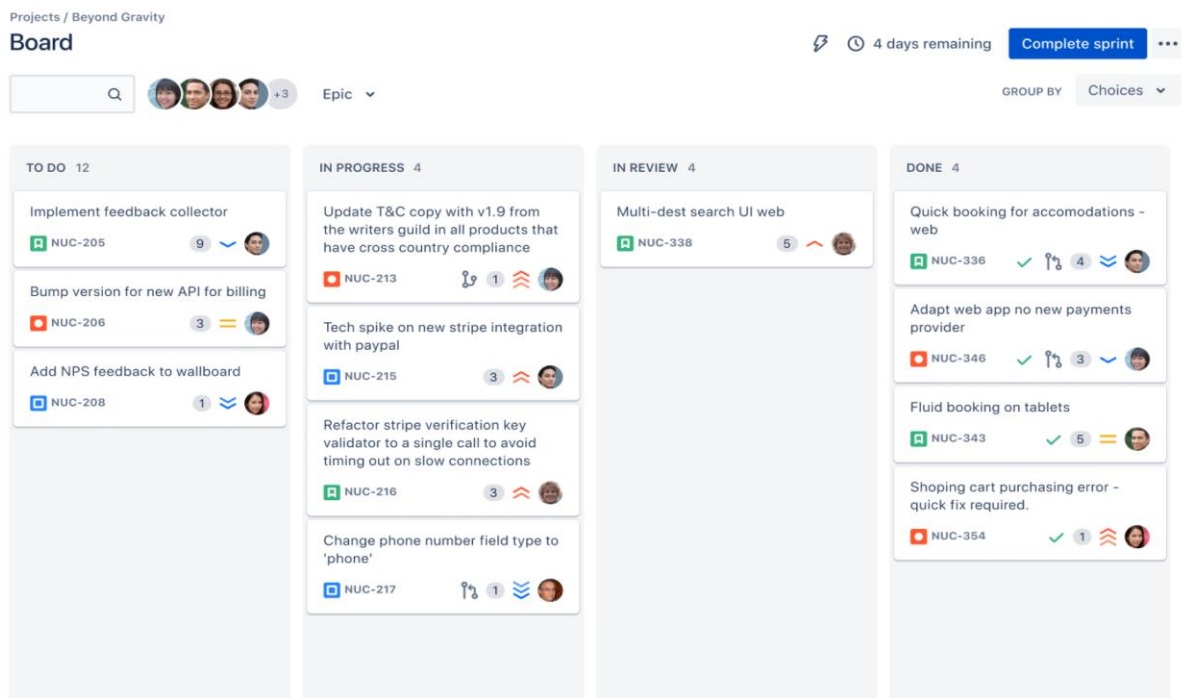 Projects / Beyond Gravity
Board
4 days remaining
Complete sprint
+3
Epic
GROUP BY
Choices
TO DO 12
Implement feedback collector
NUC-205
9
Bump version for new API for billing
NUC-206
3
Add NPS feedback to wallboard
NUC-208
1
IN PROGRESS 4
Update T&C copy with v1.9 from
the writers guild in all products that
have cross country compliance
NUC-213
1
Tech spike on new stripe integration
with paypal
NUC-215
3
Refactor stripe verification key
validator to a single call to avoid
timing out on slow connections
NUC-216
3
Change phone number field type to
'phone'
NUC-217
1
IN REVIEW 4
Multi-dest search UI web
NUC-338
5
DONE 4
Quick booking for accomodations -
web
NUC-336
4
Adapt web app no new payments
provider
NUC-346
3
Fluid booking on tablets
NUC-343
5
Shoping cart purchasing error -
quick fix required.
NUC-354
1